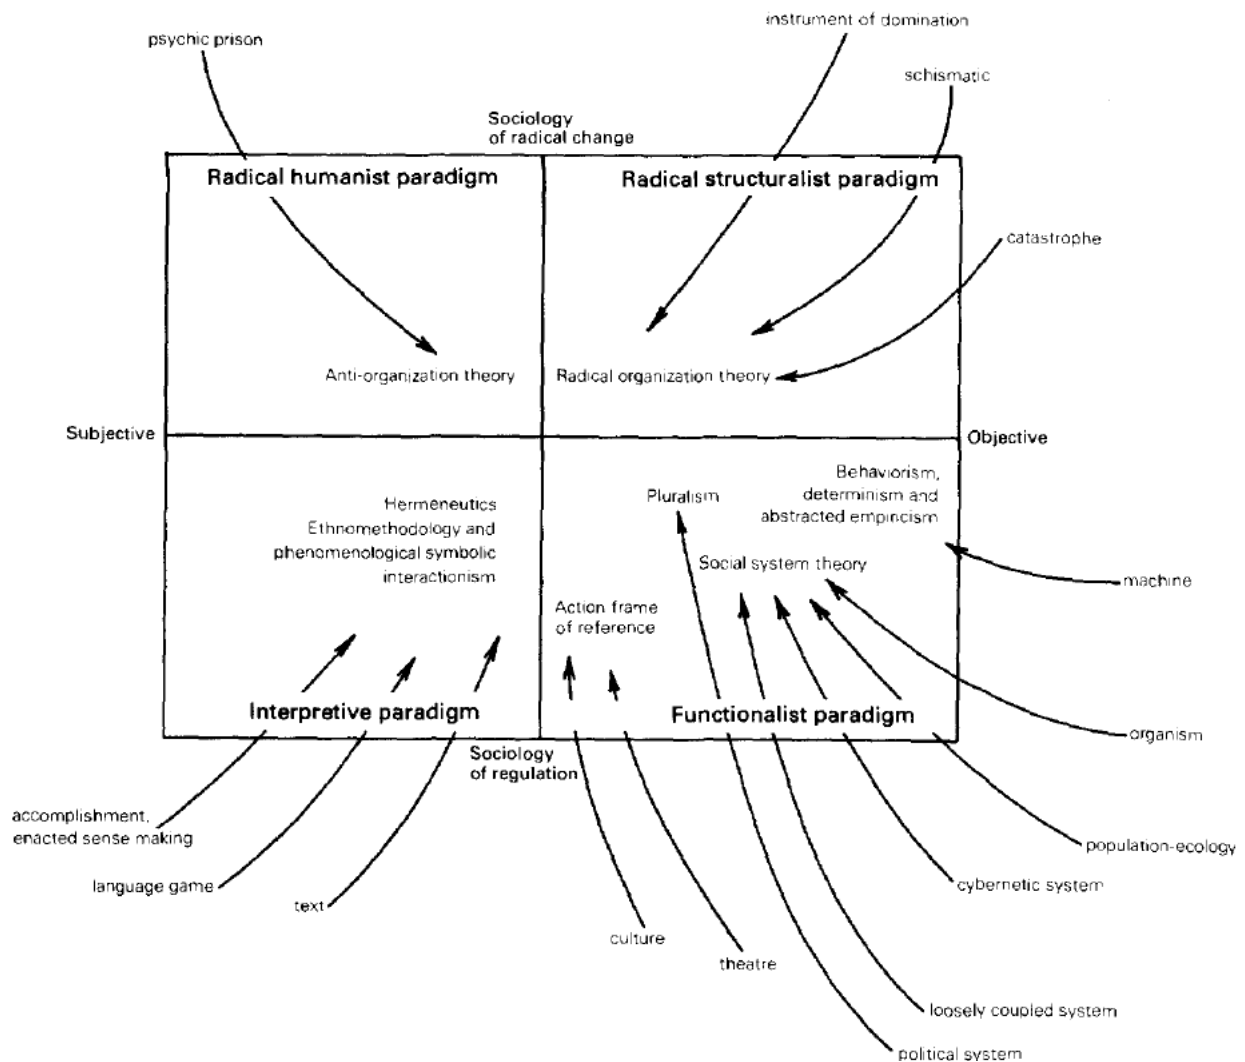 instrument of domination
psychic prison
schismatic
Sociology
of radical change
Radical humanist paradigm
Radical structuralist paradigm
catastrophe
Anti-organization theory
Radical organization theory
Subjective
Objective
Hermeneutics
Ethnomethodology and
phenomenological symbolic
interactionism
Pluralism
Behaviorism,
determinism and
abstracted empiricism
Social system theory
machine
Action frame
of reference
Interpretive paradigm
Functionalist paradigm
Sociology
of regulation
organism
accomplishment,
enacted sense making
language game
text
culture
theatre
population-ecology
cybernetic system
loosely coupled system
political system